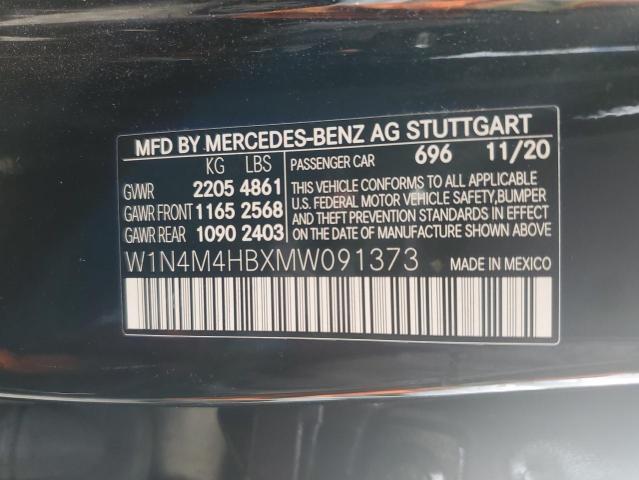 MFD BY MERCEDES-BENZ AG STUTTGART
KG LBS
GVWR 2205 4861
GAWR FRONT 1165 2568
GAWR REAR 1090 2403
PASSENGER CAR 696 11/20
THIS VEHICLE CONFORMS TO ALL APPLICABLE
U.S. FEDERAL MOTOR VEHICLE SAFETY, BUMPER
AND THEFT PREVENTION STANDARDS IN EFFECT
ON THE DATE OF MANUFACTURE SHOWN ABOVE.
W1N4M4HBXMW091373 MADE IN MEXICO